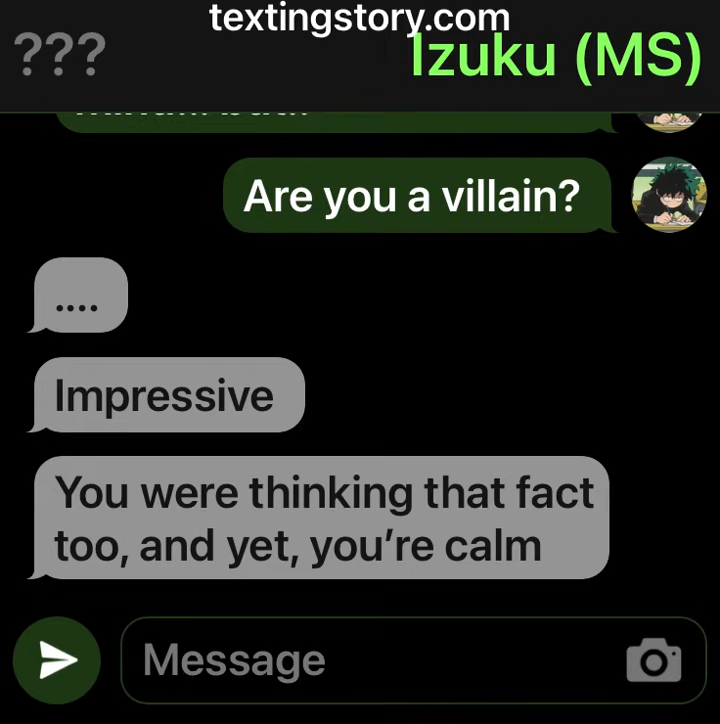 textingstory.com
???
Izuku (MS)
Are you a villain?
....
Impressive
You were thinking that fact
too, and yet, you’re calm
Message